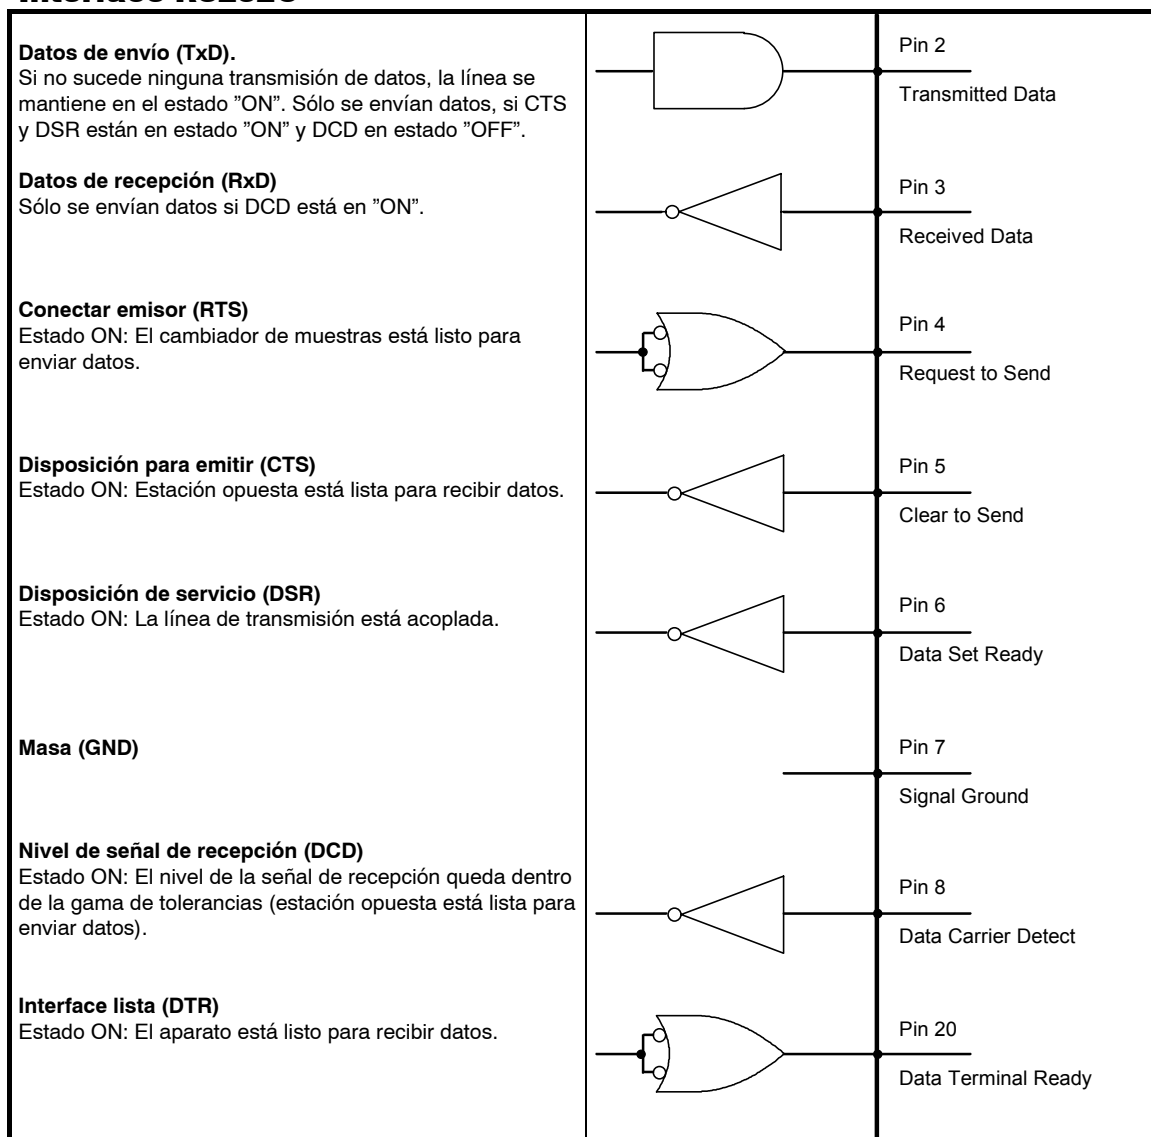 Datos de envío (TxD).
Si no sucede ninguna transmisión de datos, la línea se
mantiene en el estado ”ON”. Sólo se envían datos, si CTS
y DSR están en estado ”ON” y DCD en estado ”OFF”.
Pin 2
Transmitted Data
Datos de recepción (RxD)
Sólo se envían datos si DCD está en ”ON”.
Pin 3
Received Data
Conectar emisor (RTS)
Estado ON: El cambiador de muestras está listo para
enviar datos.
Pin 4
Request to Send
Disposición para emitir (CTS)
Estado ON: Estación opuesta está lista para recibir datos.
Pin 5
Clear to Send
Disposición de servicio (DSR)
Estado ON: La línea de transmisión está acoplada.
Pin 6
Data Set Ready
Masa (GND)
Pin 7
Signal Ground
Nivel de señal de recepción (DCD)
Estado ON: El nivel de la señal de recepción queda dentro
de la gama de tolerancias (estación opuesta está lista para
enviar datos).
Pin 8
Data Carrier Detect
Interface lista (DTR)
Estado ON: El aparato está listo para recibir datos.
Pin 20
Data Terminal Ready